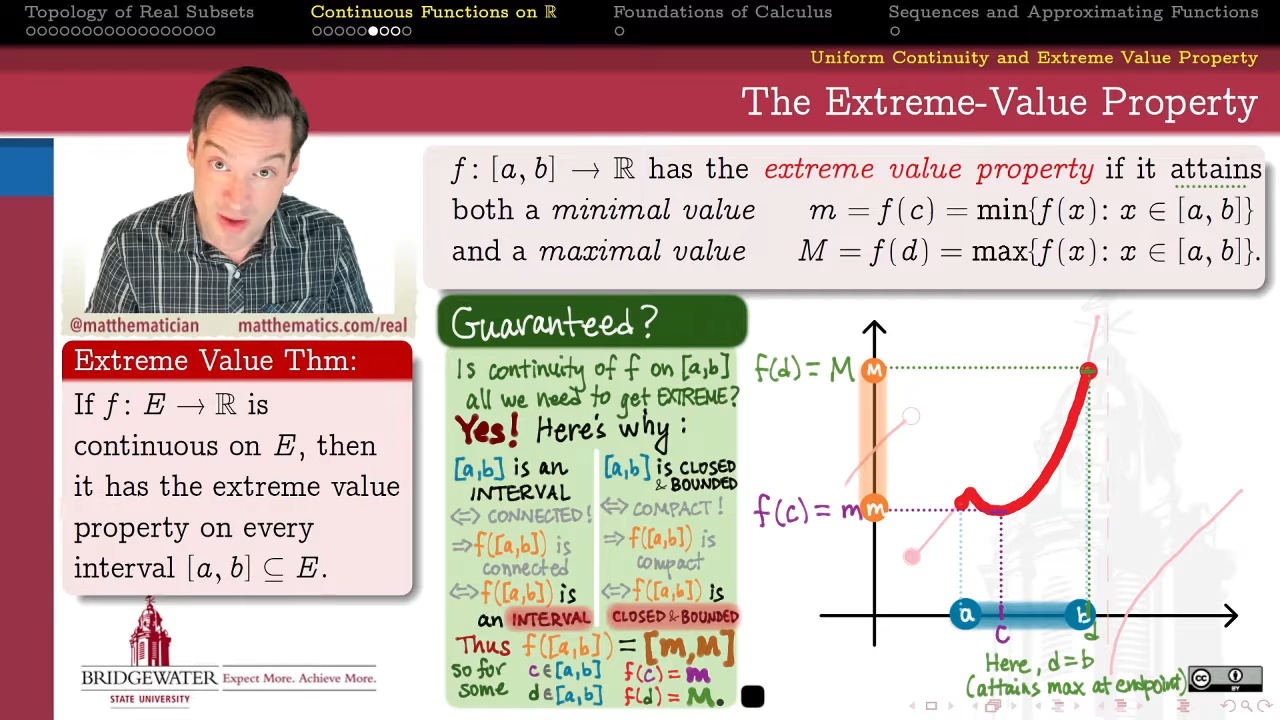 Topology of Real Subsets
Continuous Functions on ℝ
Foundations of Calculus
Sequences and Approximating Functions
Uniform Continuity and Extreme Value Property
The Extreme-Value Property
f: [a, b] → ℝ has the extreme value property if it attains
both a minimal value m = f(c) = min{f(x): x ∈ [a, b]}
and a maximal value M = f(d) = max{f(x): x ∈ [a, b]}.
@matthematician matthematics.com/real
Extreme Value Thm:
If f: E → ℝ is
continuous on E, then
it has the extreme value
property on every
interval [a, b] ⊆ E.
BRIDGEWATER
STATE UNIVERSITY
Expect More. Achieve More.
Guaranteed?
Is continuity of f on [a,b]
all we need to get EXTREME?
Yes! Here's why:
[a,b] is an
INTERVAL
⇔ CONNECTED!
⇒ f([a,b]) is
connected
⇔ f([a,b]) is
an INTERVAL
[a,b] is CLOSED
& BOUNDED
⇔ COMPACT!
⇒ f([a,b]) is
compact
⇔ f([a,b]) is
CLOSED & BOUNDED
Thus f([a,b]) = [m,M]
so for some c∈[a,b] f(c) = m
d∈[a,b] f(d) = M.
f(d) = M
M
f(c) = m
m
a
b
c
d
Here, d=b
(attains max at endpoint)
cc
BY